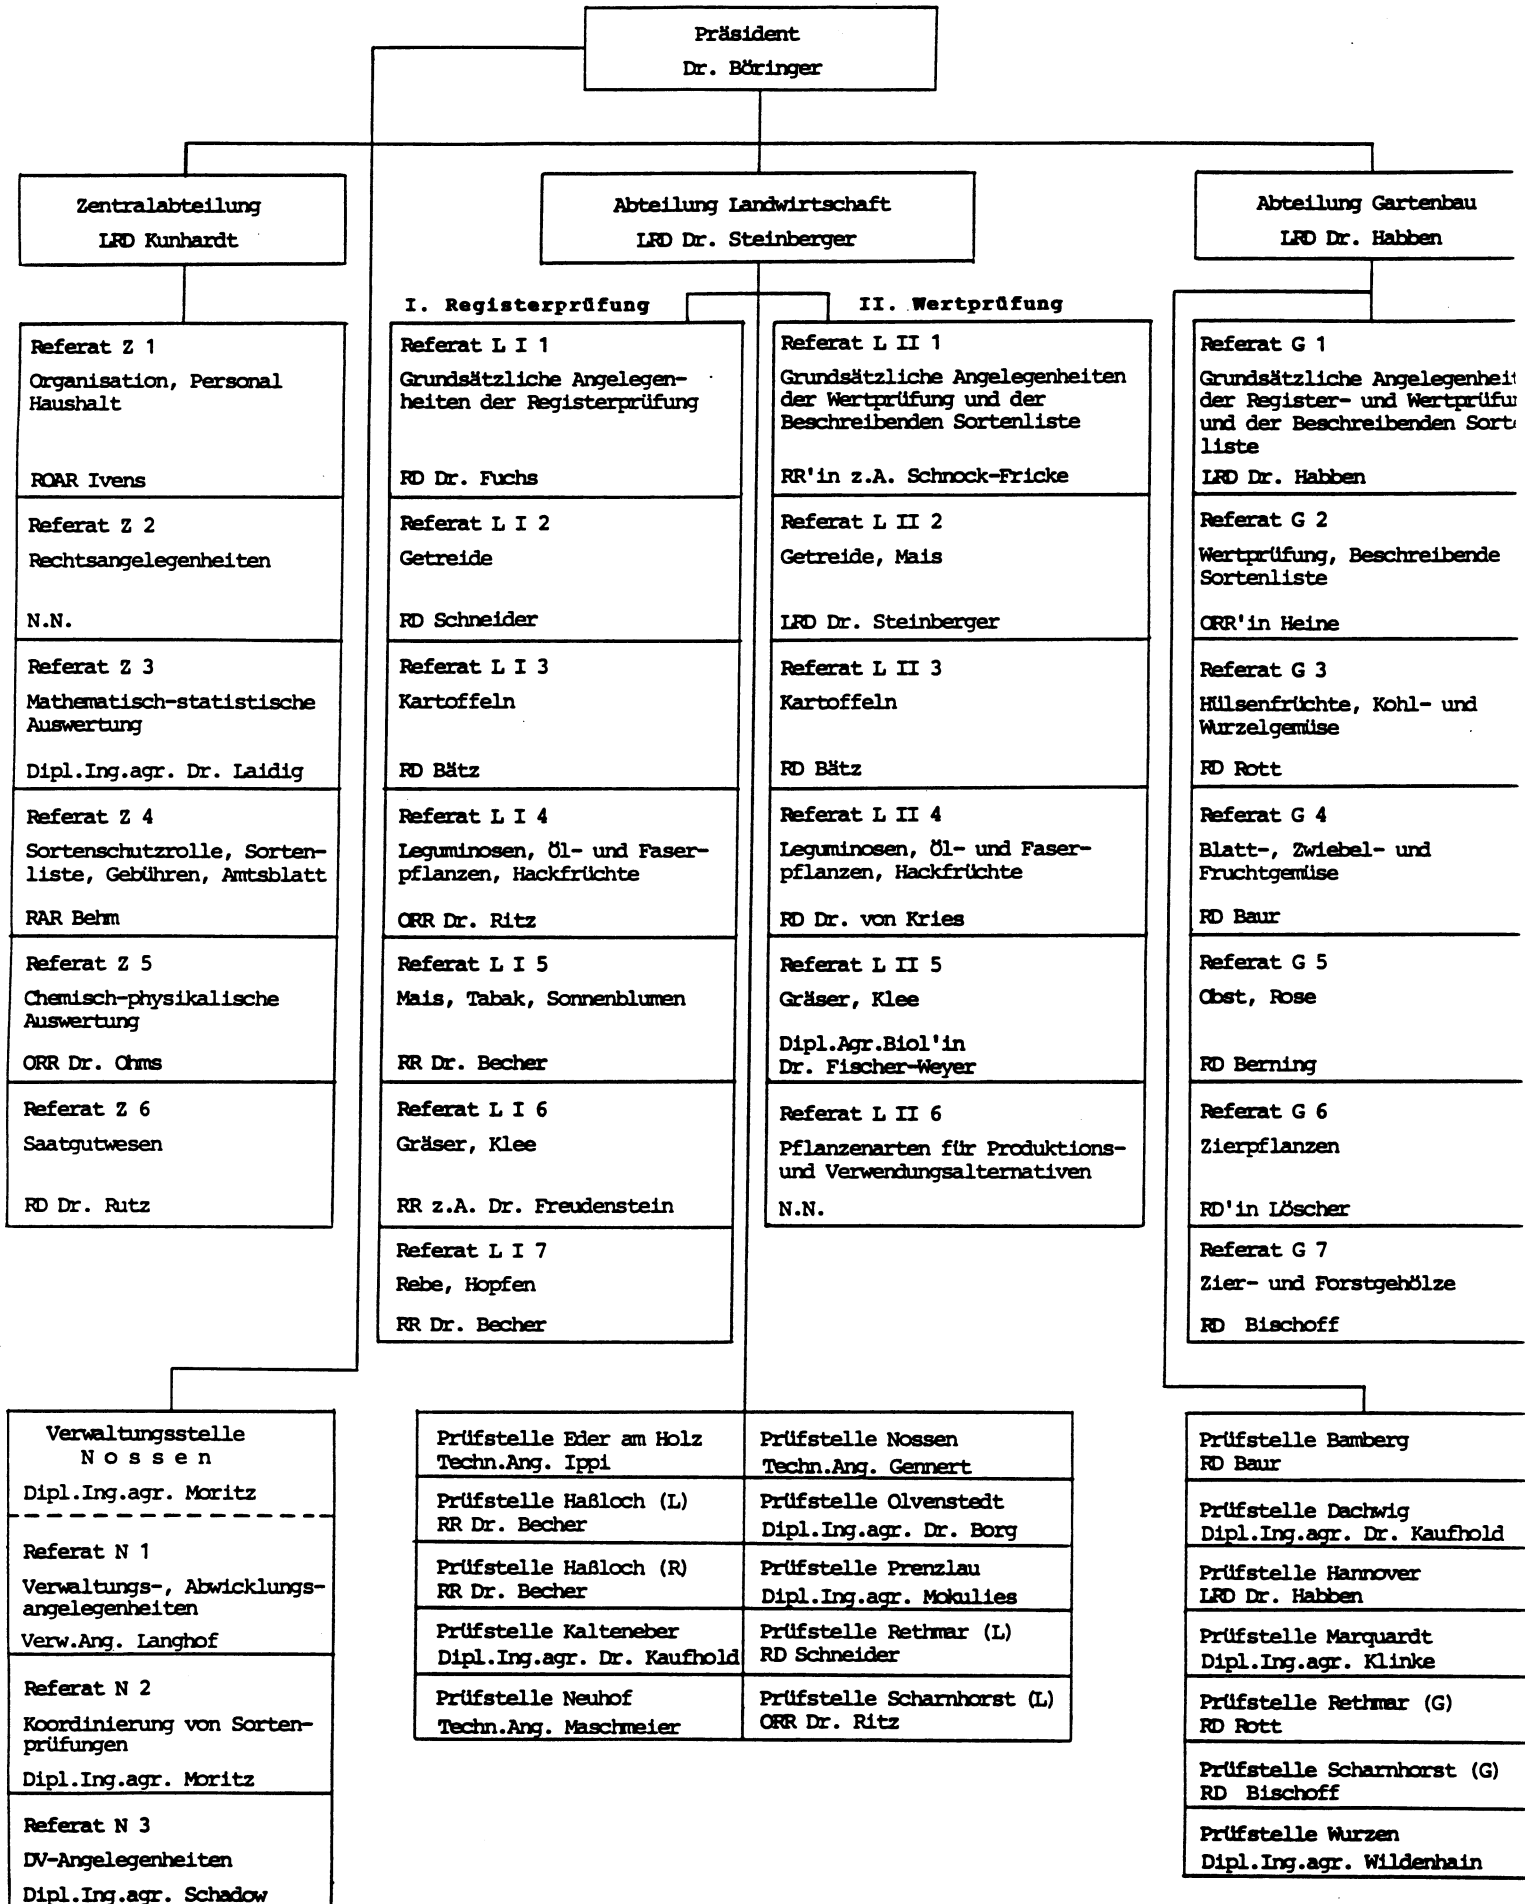 Präsident
Dr. Böringer
Zentralabteilung
LRD Kunhardt
Abteilung Landwirtschaft
LRD Dr. Steinberger
Abteilung Gartenbau
LRD Dr. Habben
I. Registerprüfung
II. Wertprüfung
Referat Z 1
Organisation, Personal
Haushalt
ROAR Ivens
Referat Z 2
Rechtsangelegenheiten
N.N.
Referat Z 3
Mathematisch-statistische
Auswertung
Dipl.Ing.agr. Dr. Laidig
Referat Z 4
Sortenschutzrolle, Sorten-
liste, Gebühren, Amtsblatt
RAR Behm
Referat Z 5
Chemisch-physikalische
Auswertung
ORR Dr. Ohms
Referat Z 6
Saatgutwesen
RD Dr. Rutz
Referat L I 1
Grundsätzliche Angelegen-
heiten der Registerprüfung
RD Dr. Fuchs
Referat L I 2
Getreide
RD Schneider
Referat L I 3
Kartoffeln
RD Bätz
Referat L I 4
Leguminosen, Öl- und Faser-
pflanzen, Hackfrüchte
ORR Dr. Ritz
Referat L I 5
Mais, Tabak, Sonnenblumen
RR Dr. Becher
Referat L I 6
Gräser, Klee
RR z.A. Dr. Freudenstein
Referat L I 7
Rebe, Hopfen
RR Dr. Becher
Referat L II 1
Grundsätzliche Angelegenheiten
der Wertprüfung und der
Beschreibenden Sortenliste
RR'in z.A. Schnock-Fricke
Referat L II 2
Getreide, Mais
LRD Dr. Steinberger
Referat L II 3
Kartoffeln
RD Bätz
Referat L II 4
Leguminosen, Öl- und Faser-
pflanzen, Hackfrüchte
RD Dr. von Kries
Referat L II 5
Gräser, Klee
Dipl.Agr.Biol'in
Dr. Fischer-Weyer
Referat L II 6
Pflanzenarten für Produktions-
und Verwendungsalternativen
N.N.
Referat G 1
Grundsätzliche Angelegenheit
der Register- und Wertprüfun
und der Beschreibenden Sort
liste
LRD Dr. Habben
Referat G 2
Wertprüfung, Beschreibende
Sortenliste
ORR'in Heine
Referat G 3
Hülsenfrüchte, Kohl- und
Wurzelgemüse
RD Rott
Referat G 4
Blatt-, Zwiebel- und
Fruchtgemüse
RD Baur
Referat G 5
Obst, Rose
RD Berning
Referat G 6
Zierpflanzen
RD'in Löscher
Referat G 7
Zier- und Forstgehölze
RD Bischoff
Verwaltungsstelle
N o s s e n
Dipl.Ing.agr. Moritz
Referat N 1
Verwaltungs-, Abwicklungs-
angelegenheiten
Verw.Ang. Langhof
Referat N 2
Koordinierung von Sorten-
prüfungen
Dipl.Ing.agr. Moritz
Referat N 3
DV-Angelegenheiten
Dipl.Ing.agr. Schadow
Prüfstelle Eder am Holz
Techn.Ang. Ippi
Prüfstelle Haßloch (L)
RR Dr. Becher
Prüfstelle Haßloch (R)
RR Dr. Becher
Prüfstelle Kalteneber
Dipl.Ing.agr. Dr. Kaufhold
Prüfstelle Neuhof
Techn.Ang. Maschmeier
Prüfstelle Nossen
Techn.Ang. Gennert
Prüfstelle Olvenstedt
Dipl.Ing.agr. Dr. Borg
Prüfstelle Prenzlau
Dipl.Ing.agr. Mokulies
Prüfstelle Rethmar (L)
RD Schneider
Prüfstelle Scharnhorst (L)
ORR Dr. Ritz
Prüfstelle Bamberg
RD Baur
Prüfstelle Dachwig
Dipl.Ing.agr. Dr. Kaufhold
Prüfstelle Hannover
LRD Dr. Habben
Prüfstelle Marquardt
Dipl.Ing.agr. Klinke
Prüfstelle Rethmar (G)
RD Rott
Prüfstelle Scharnhorst (G)
RD Bischoff
Prüfstelle Wurzen
Dipl.Ing.agr. Wildenhain